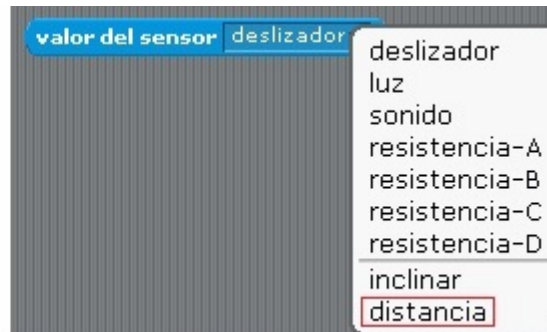 valor del sensor deslizador
deslizador
luz
sonido
resistencia-A
resistencia-B
resistencia-C
resistencia-D
inclinar
distancia